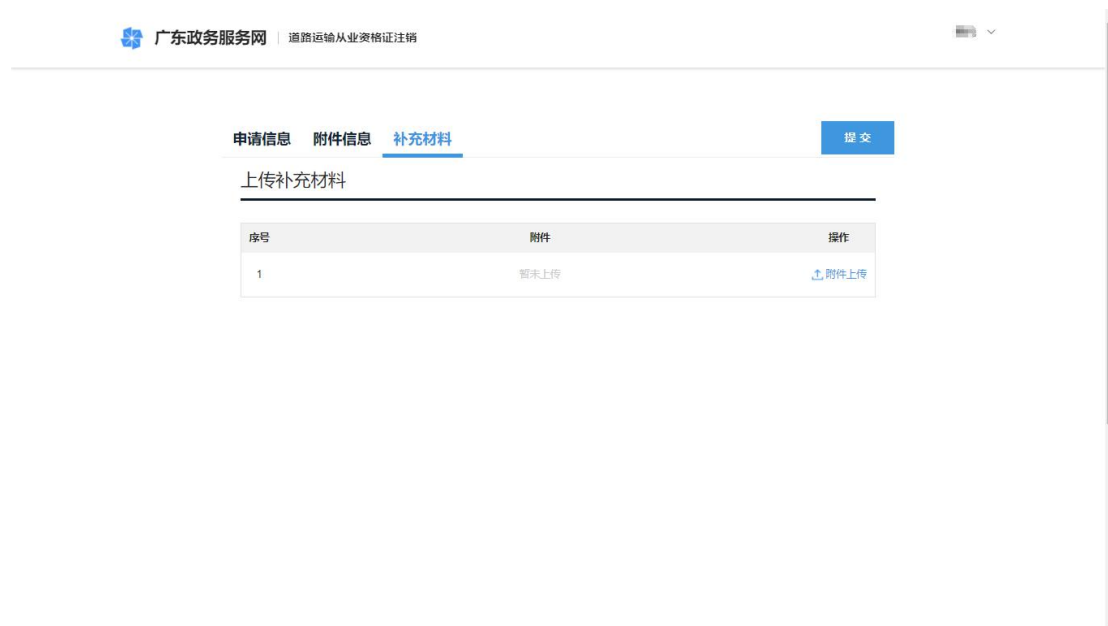 广东政务服务网 道路运输从业资格证注销
申请信息 附件信息 补充材料 提交
上传补充材料
序号 附件 操作
1 暂未上传 附件上传